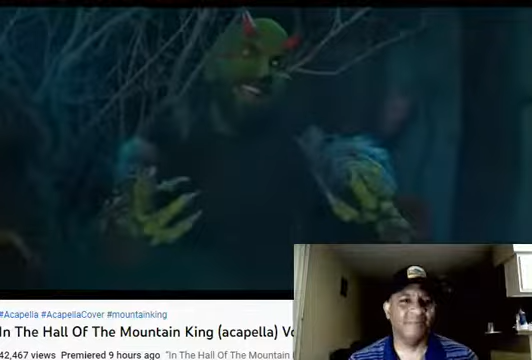 #Acapella #AcapellaCover #mountainking
In The Hall Of The Mountain King (acapella)
42,467 views Premiered 9 hours ago "In The Hall Of The Mountain